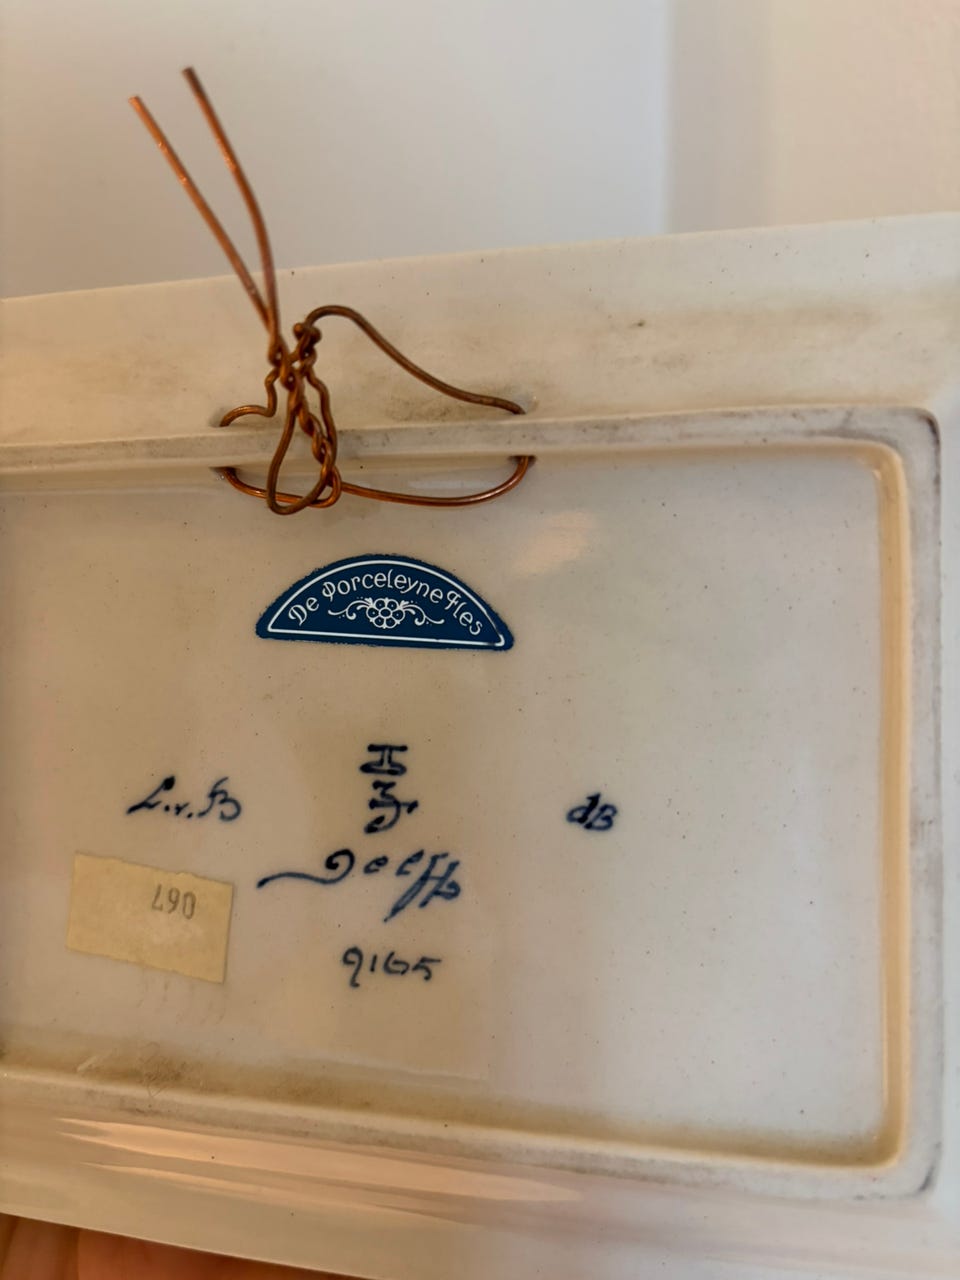 De Porceleyne Fles
L.v.B
dB
Delft
067
9165